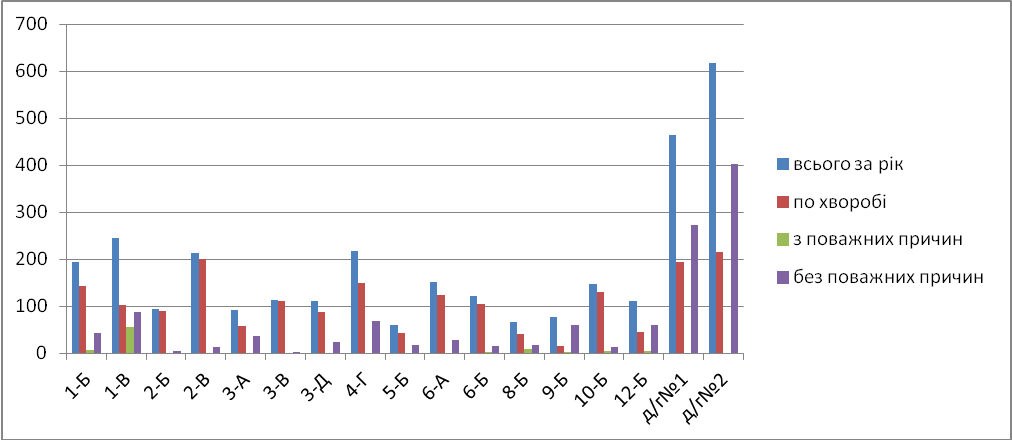 700
600
500
400
300
200
100
0
1-Б 1-В 2-Б 2-В 3-А 3-В 3-Д 4-Г 5-Б 6-А 6-Б 8-Б 9-Б 10-Б 12-Б д/г№1 д/г№2
всього за рік
по хворобі
з поважних причин
без поважних причин